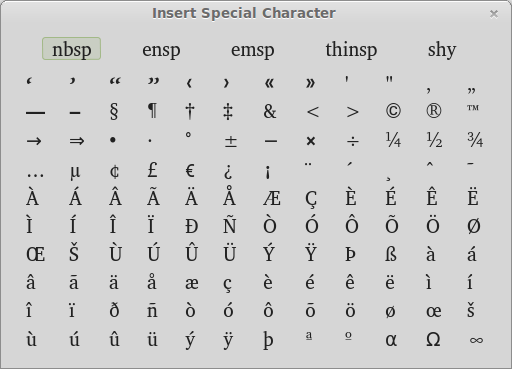 Insert Special Character
nbsp ensp emsp thinsp shy
‘ ’ “ ” ‹ › « » ' " ‚ „
— – § ¶ † ‡ & < > © ® ™
→ ⇒ • · ° ± − × ÷ ¼ ½ ¾
… µ ¢ £ € ¿ ¡ ¨ ´ ¸ ˆ ¯
À Á Â Ã Ä Å Æ Ç È É Ê Ë
Ì Í Î Ï Ð Ñ Ò Ó Ô Õ Ö Ø
Œ Š Ù Ú Û Ü Ý Ÿ Þ ß à á
â ã ä å æ ç è é ê ë ì í
î ï ð ñ ò ó ô õ ö ø œ š
ù ú û ü ý ÿ þ ª º α Ω ∞